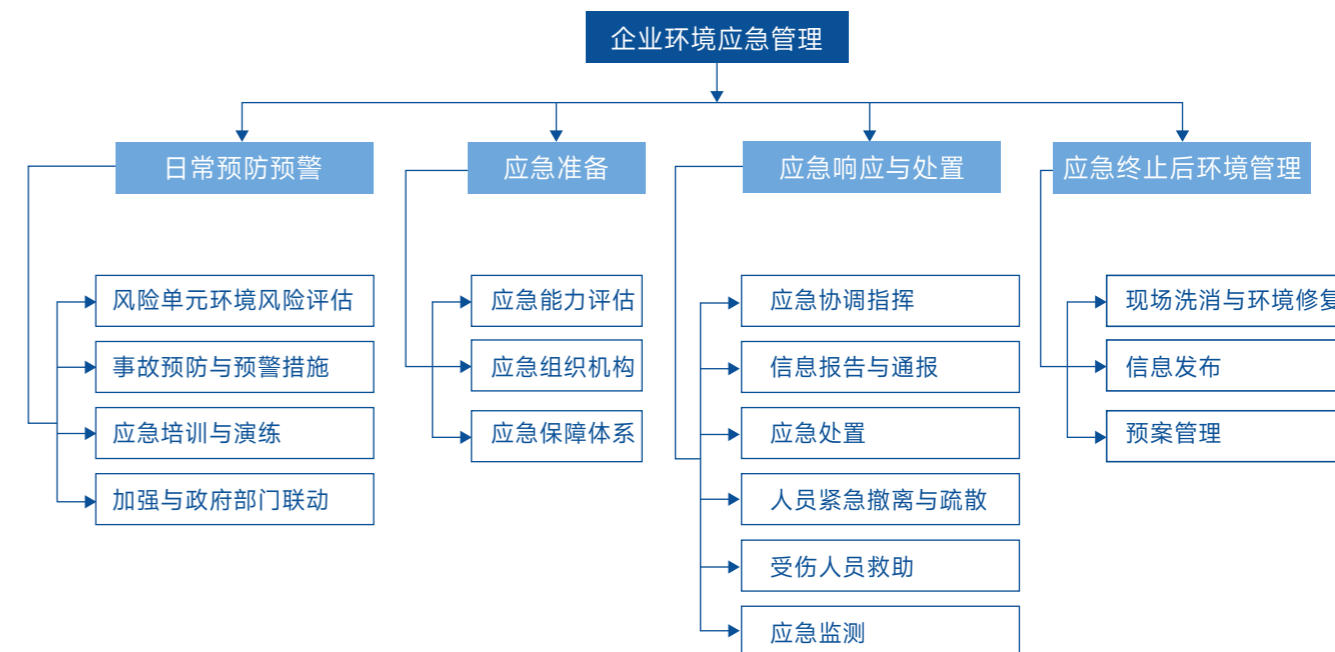 企业环境应急管理
日常预防预警
应急准备
应急响应与处置
应急终止后环境管理
风险单元环境风险评估
事故预防与预警措施
应急培训与演练
加强与政府部门联动
应急能力评估
应急组织机构
应急保障体系
应急协调指挥
信息报告与通报
应急处置
人员紧急撤离与疏散
受伤人员救助
应急监测
现场洗消与环境修复
信息发布
预案管理